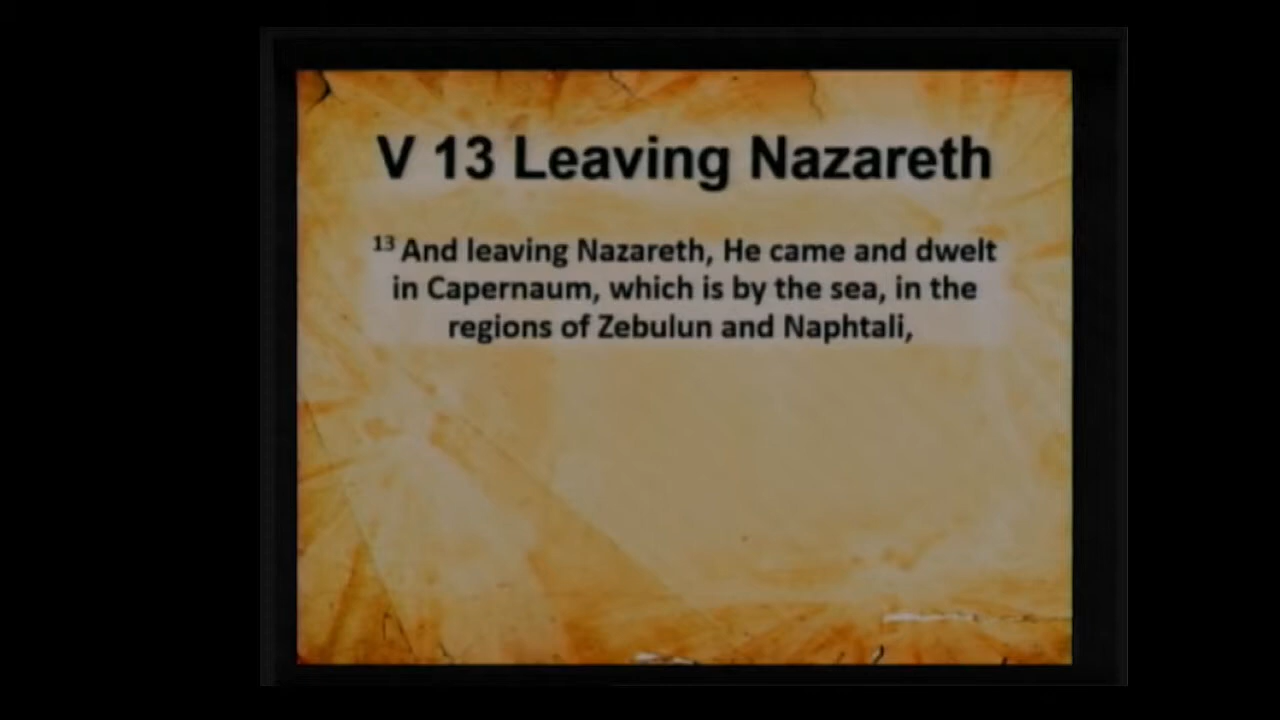 V 13 Leaving Nazareth
13 And leaving Nazareth, He came and dwelt
in Capernaum, which is by the sea, in the
regions of Zebulun and Naphtali,